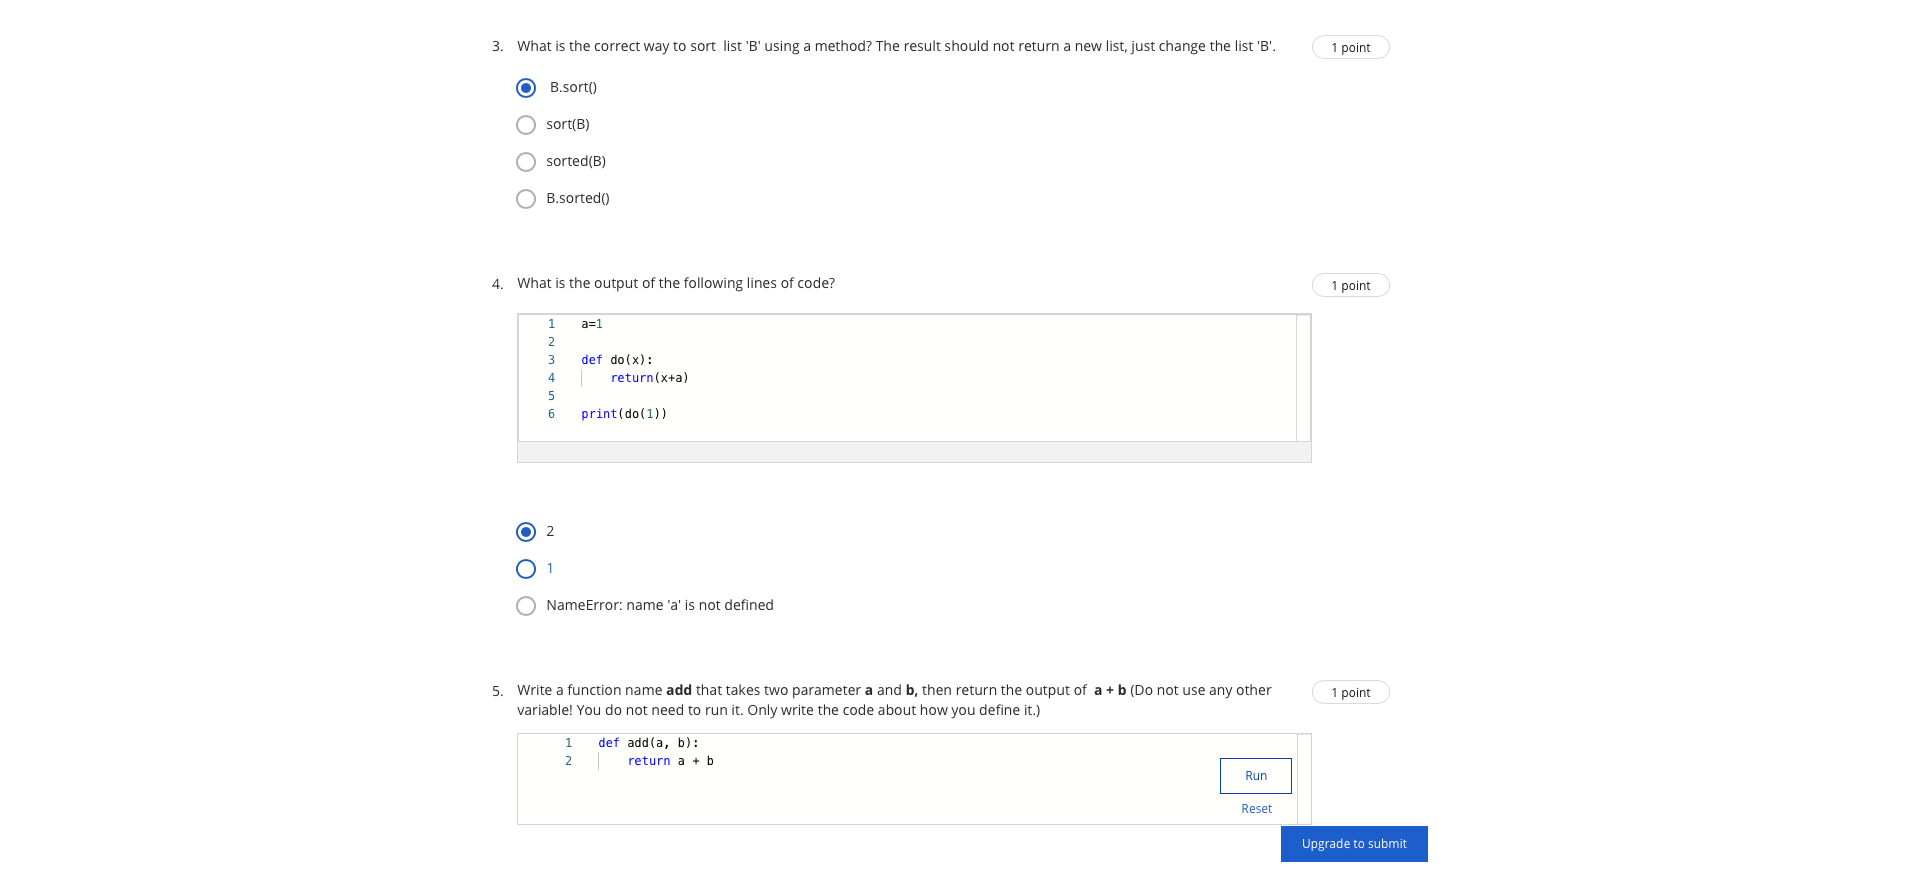 3. What is the correct way to sort list 'B' using a method? The result should not return a new list, just change the list 'B'. 1 point
B.sort()
sort(B)
sorted(B)
B.sorted()
4. What is the output of the following lines of code? 1 point
1 a=1
2
3 def do(x):
4 return(x+a)
5
6 print(do(1))
2
1
NameError: name 'a' is not defined
5. Write a function name add that takes two parameter a and b, then return the output of a + b (Do not use any other 1 point
variable! You do not need to run it. Only write the code about how you define it.)
1 def add(a, b):
2 return a + b
Run
Reset
Upgrade to submit